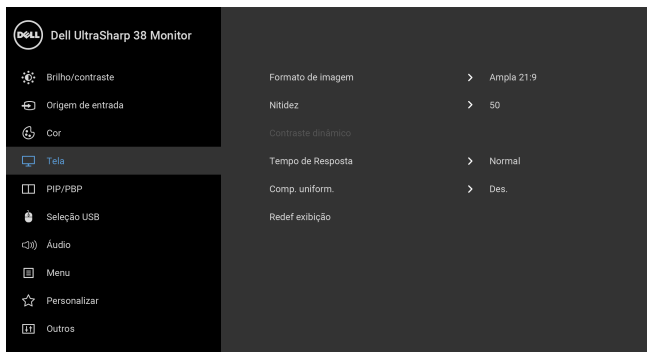 DELL Dell UltraSharp 38 Monitor
Brilho/contraste
Origem de entrada
Cor
Tela
PIP/PBP
Seleção USB
Áudio
Menu
Personalizar
Outros
Formato de imagem > Ampla 21:9
Nitidez > 50
Contraste dinâmico
Tempo de Resposta > Normal
Comp. uniform. > Des.
Redef exibição